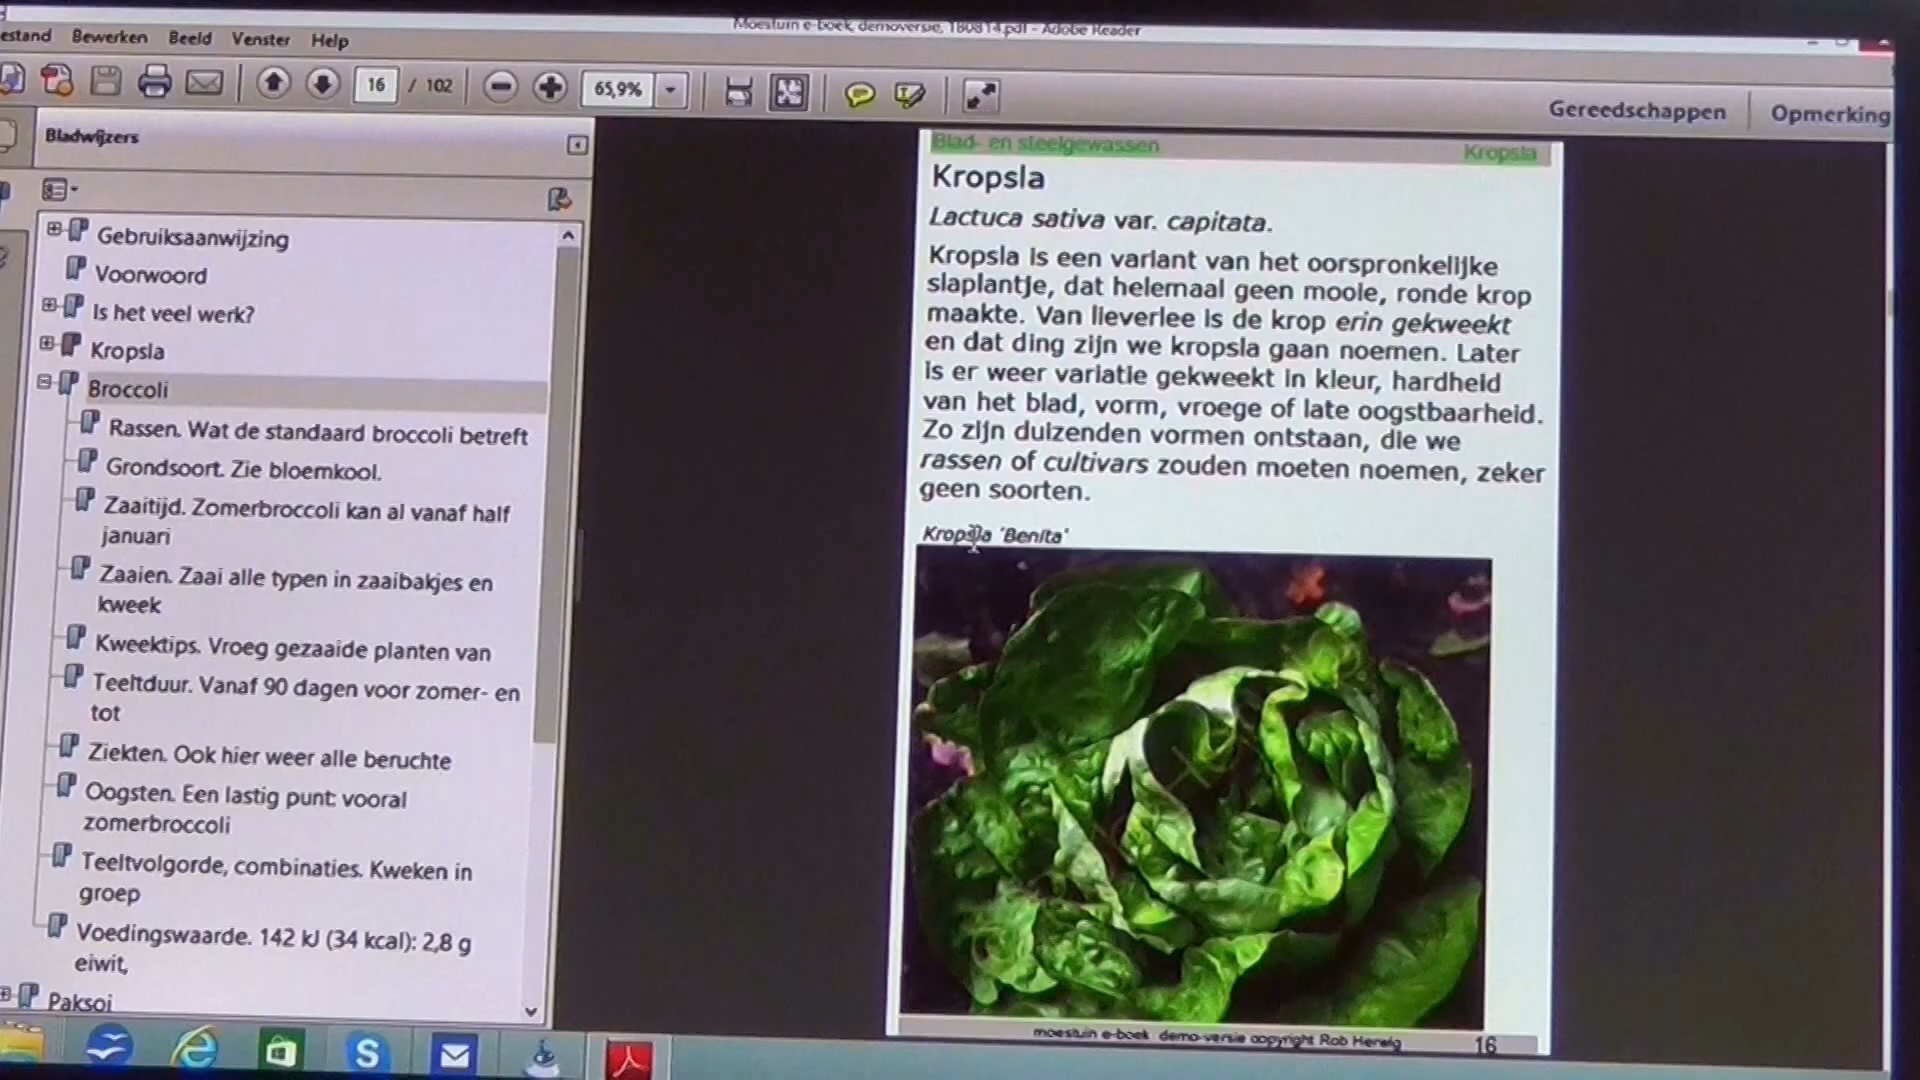 Moestuin e-boek, demoversie, 180814.pdf - Adobe Reader
estand Bewerken Beeld Venster Help
16 / 102 65,9%
Gereedschappen Opmerking
Bladwijzers
Gebruiksaanwijzing
Voorwoord
Is het veel werk?
Kropsla
Broccoli
Rassen. Wat de standaard broccoli betreft
Grondsoort. Zie bloemkool.
Zaaitijd. Zomerbroccoli kan al vanaf half
januari
Zaaien. Zaai alle typen in zaaibakjes en
kweek
Kweektips. Vroeg gezaaide planten van
Teeltduur. Vanaf 90 dagen voor zomer- en
tot
Ziekten. Ook hier weer alle beruchte
Oogsten. Een lastig punt: vooral
zomerbroccoli
Teeltvolgorde, combinaties. Kweken in
groep
Voedingswaarde. 142 kJ (34 kcal): 2,8 g
eiwit,
Paksoi
Blad- en steelgewassen Kropsla
Kropsla
Lactuca sativa var. capitata.
Kropsla is een variant van het oorspronkelijke
slaplantje, dat helemaal geen mooie, ronde krop
maakte. Van lieverlee is de krop erin gekweekt
en dat ding zijn we kropsla gaan noemen. Later
is er weer variatie gekweekt in kleur, hardheid
van het blad, vorm, vroege of late oogstbaarheid.
Zo zijn duizenden vormen ontstaan, die we
rassen of cultivars zouden moeten noemen, zeker
geen soorten.
Kropsla 'Benita'
moestuin e-boek demo-versie copyright Rob Herwig 16